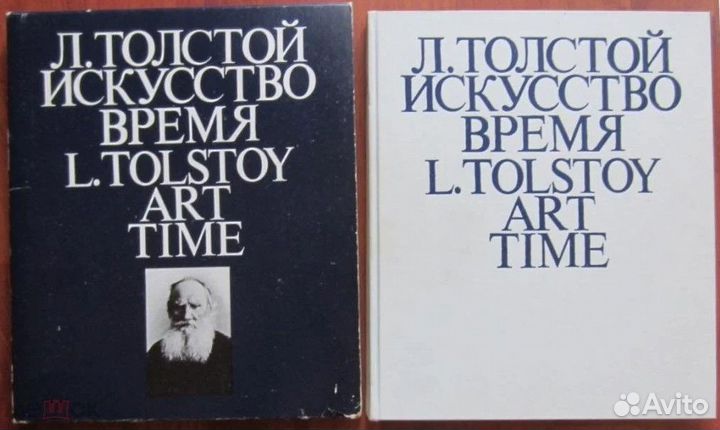 Л.ТОЛСТОЙ
ИСКУССТВО
ВРЕМЯ
L.TOLSTOY
ART
TIME
Л.ТОЛСТОЙ
ИСКУССТВО
ВРЕМЯ
L.TOLSTOY
ART
TIME
Avito